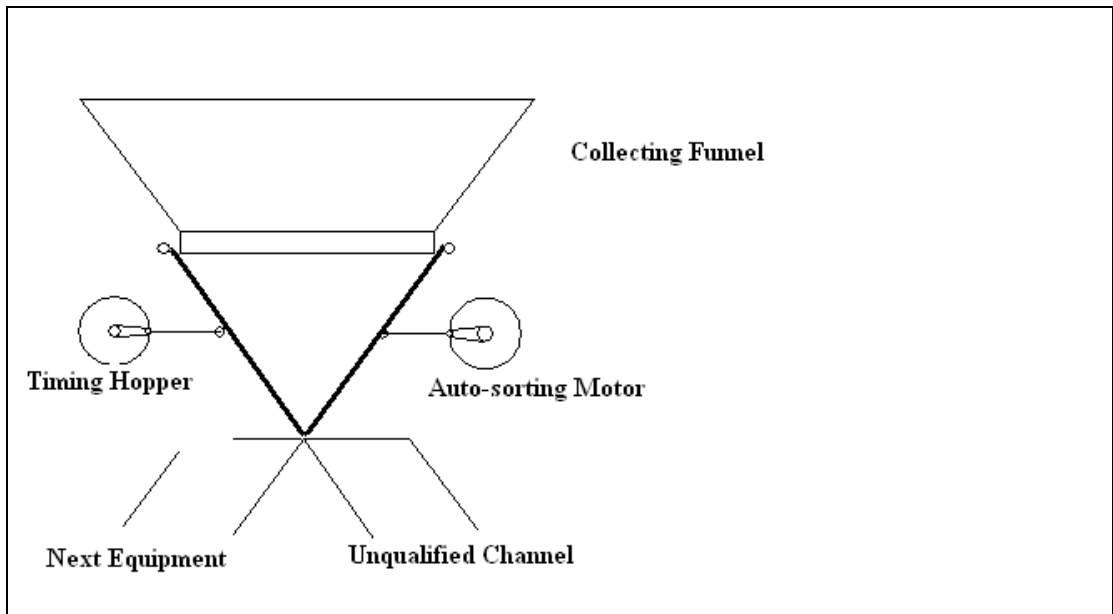 Collecting Funnel
Timing Hopper
Auto-sorting Motor
Next Equipment
Unqualified Channel